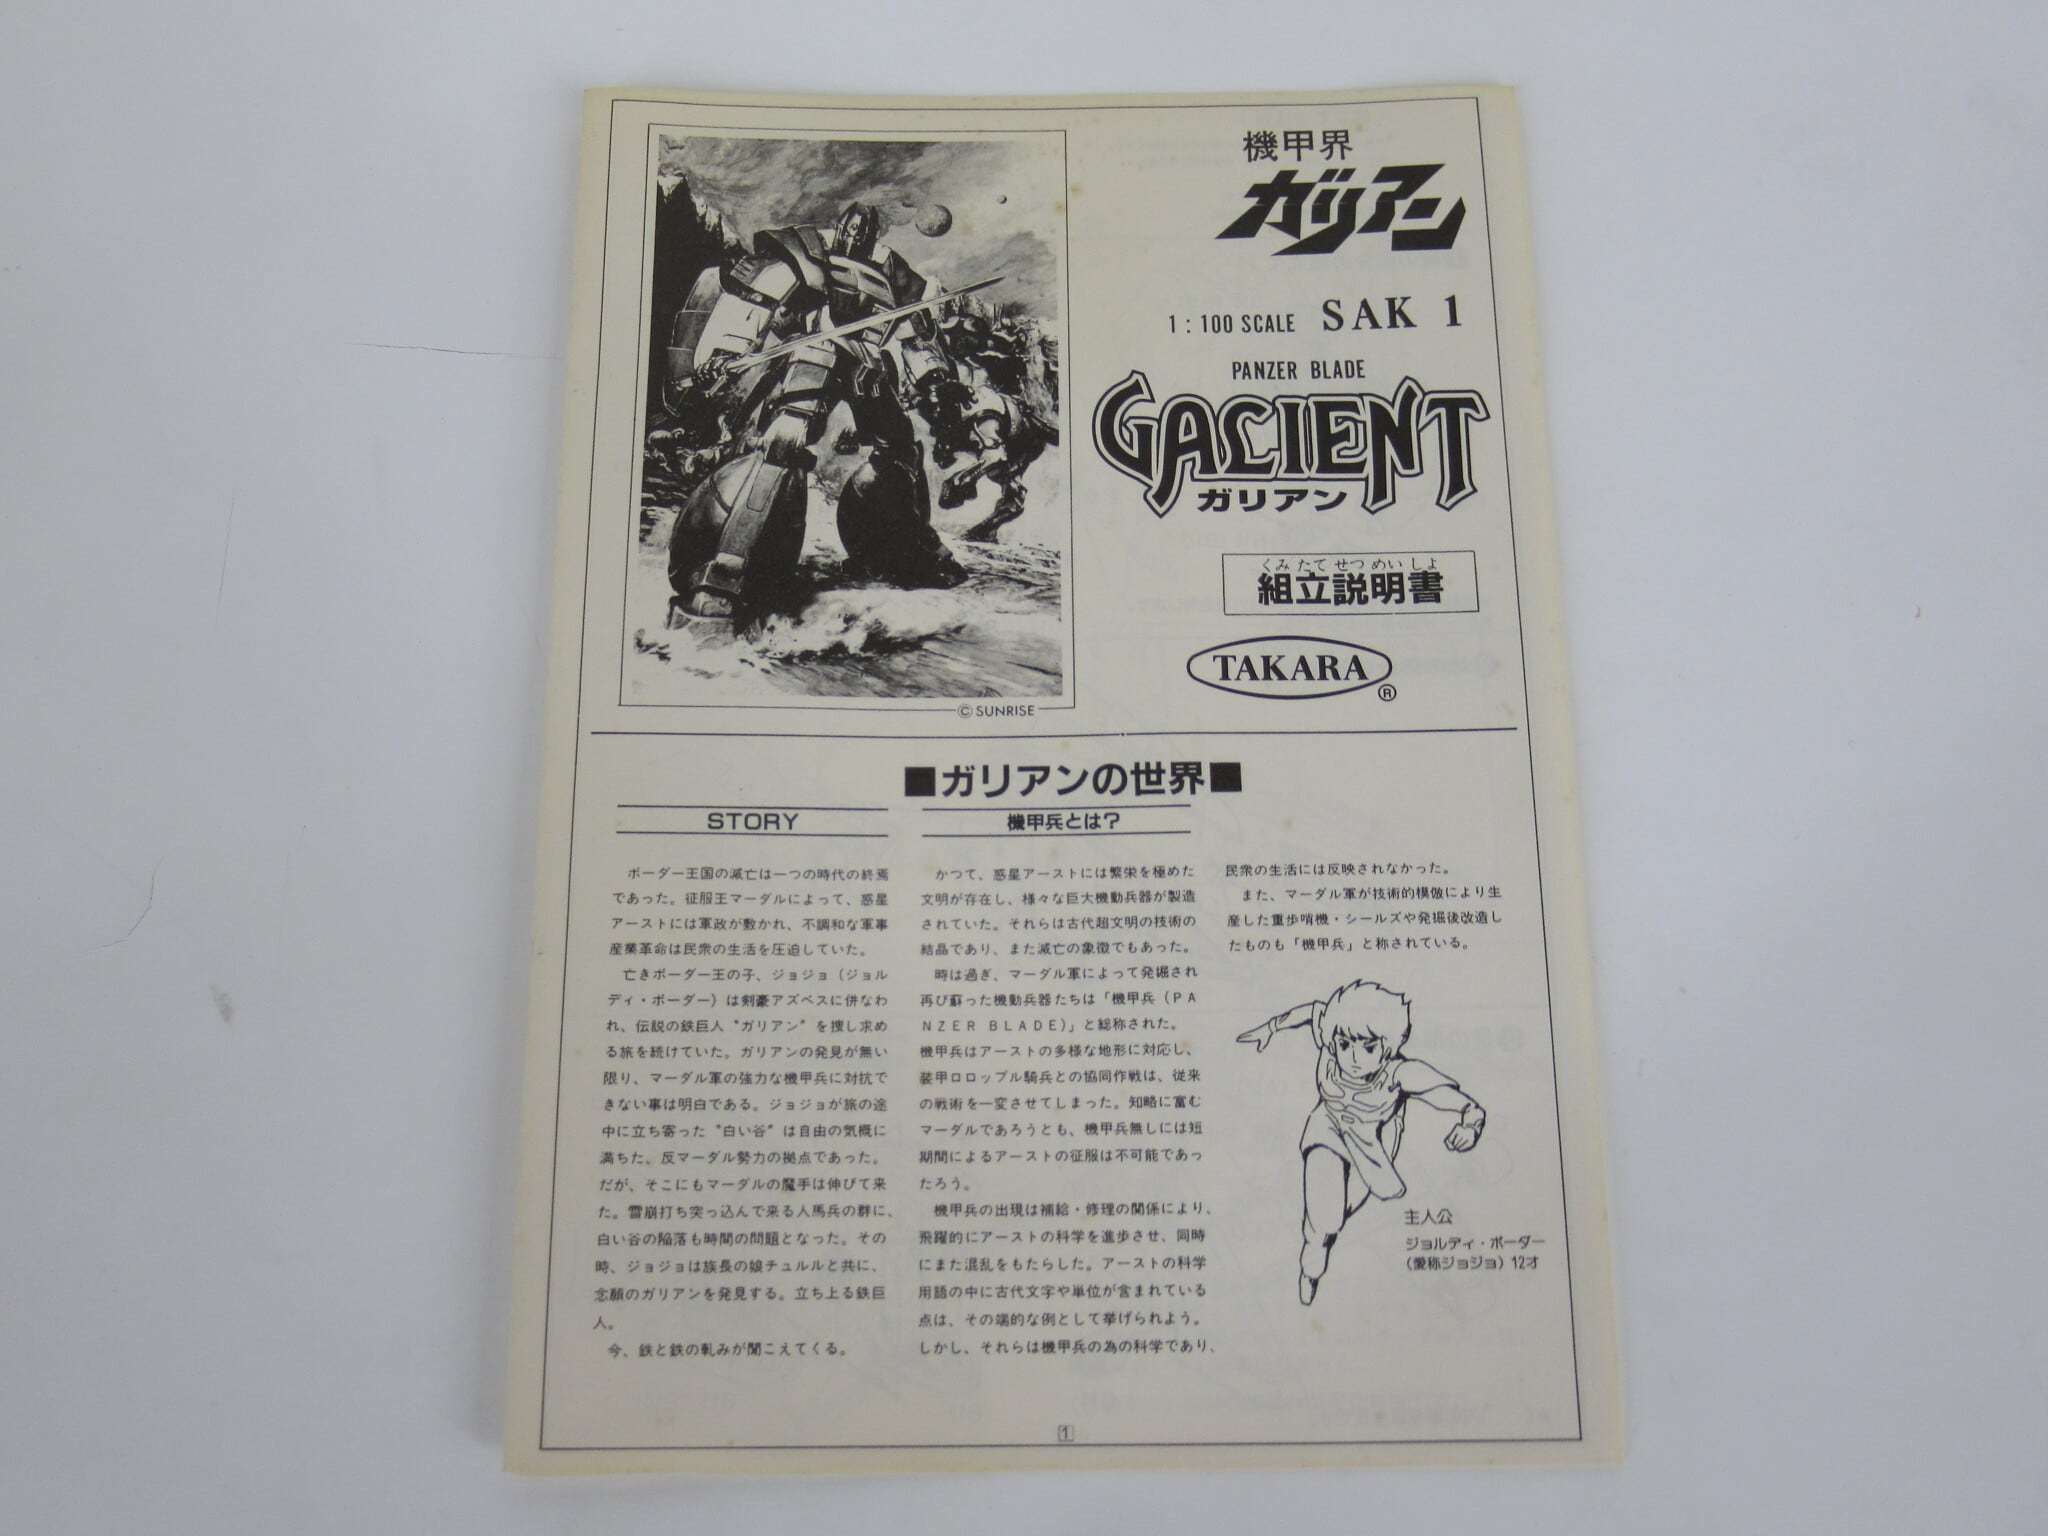 機甲界
ガリアン
1:100 SCALE SAK 1
PANZER BLADE
GALIENT
ガリアン
くみ たて せつ めい しょ
組立説明書
TAKARA
®
© SUNRISE
■ガリアンの世界■
STORY
ボーダー王国の滅亡は一つの時代の終焉
であった。征服王マーダルによって、惑星
アーストには軍政が敷かれ、不調和な軍事
産業革命は民衆の生活を圧迫していた。
亡きボーダー王の子、ジョジョ(ジョル
ディ・ボーダー)は剣豪アズベスに併なわ
れ、伝説の鉄巨人〝ガリアン〟を捜し求め
る旅を続けていた。ガリアンの発見が無い
限り、マーダル軍の強力な機甲兵に対抗で
きない事は明白である。ジョジョが旅の途
中に立ち寄った〝白い谷〟は自由の気概に
満ちた、反マーダル勢力の拠点であった。
だが、そこにもマーダルの魔手は伸びて来
た。雪崩打ち突っ込んで来る人馬兵の群に、
白い谷の陥落も時間の問題となった。その
時、ジョジョは族長の娘チュルルと共に、
念願のガリアンを発見する。立ち上る鉄巨
人。
今、鉄と鉄の軋みが聞こえてくる。
機甲兵とは?
かつて、惑星アーストには繁栄を極めた
文明が存在し、様々な巨大機動兵器が製造
されていた。それらは古代超文明の技術の
結晶であり、また滅亡の象徴でもあった。
時は過ぎ、マーダル軍によって発掘され
再び蘇った機動兵器たちは「機甲兵(PA
NZER BLADE)」と総称された。
機甲兵はアーストの多様な地形に対応し、
装甲ロロップル騎兵との協同作戦は、従来
の戦術を一変させてしまった。知略に富む
マーダルであろうとも、機甲兵無しには短
期間によるアーストの征服は不可能であっ
たろう。
機甲兵の出現は補給・修理の関係により、
飛躍的にアーストの科学を進歩させ、同時
にまた混乱をもたらした。アーストの科学
用語の中に古代文字や単位が含まれている
点は、その端的な例として挙げられよう。
しかし、それらは機甲兵の為の科学であり、
民衆の生活には反映されなかった。
また、マーダル軍が技術的模倣により生
産した重歩哨機・シールズや発掘後改造し
たものも「機甲兵」と称されている。
主人公
ジョルディ・ボーダー
(愛称ジョジョ)12才
1